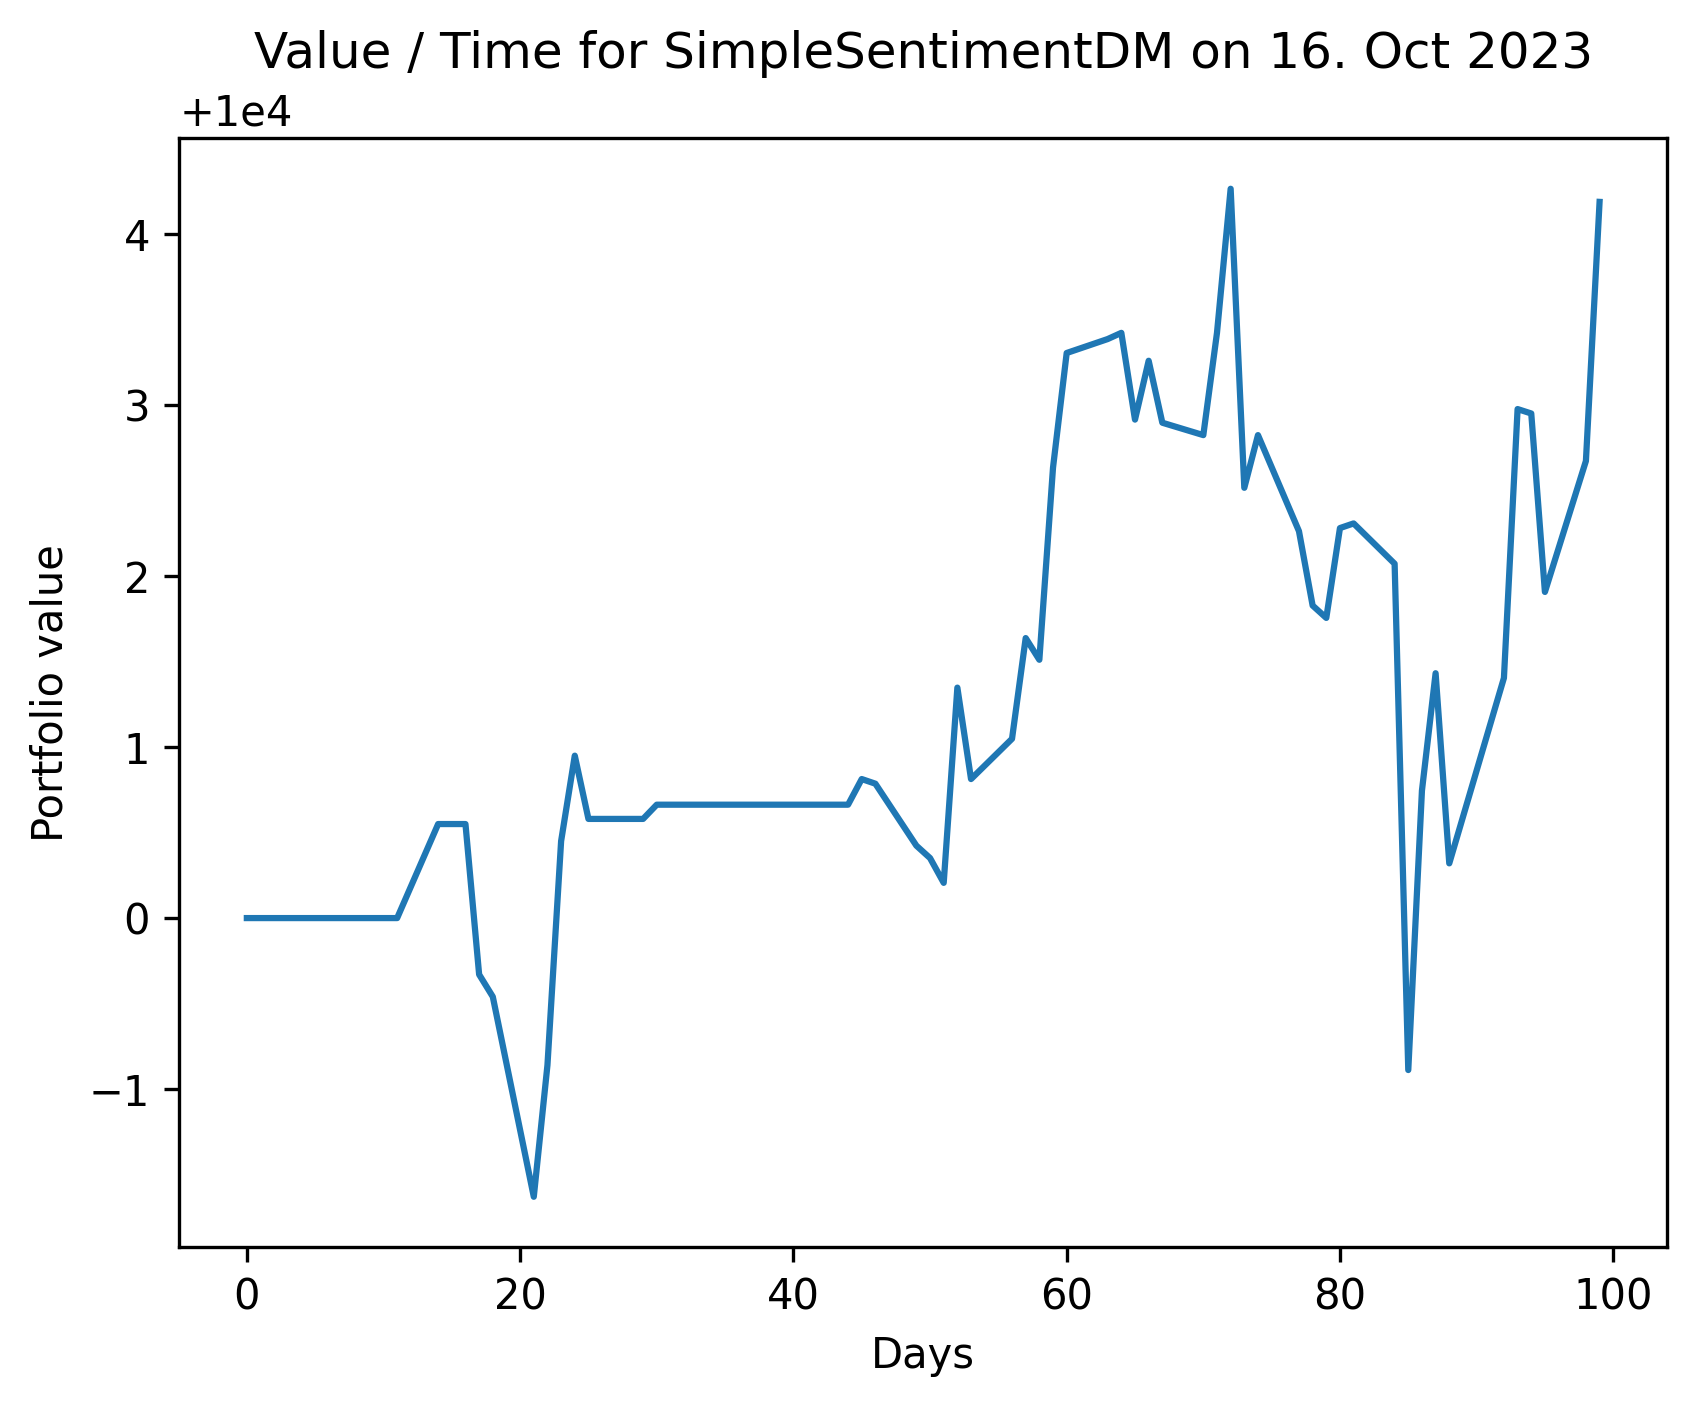 Value / Time for SimpleSentimentDM on 16. Oct 2023
+1e4
4
3
2
1
0
−1
Portfolio value
0 20 40 60 80 100
Days